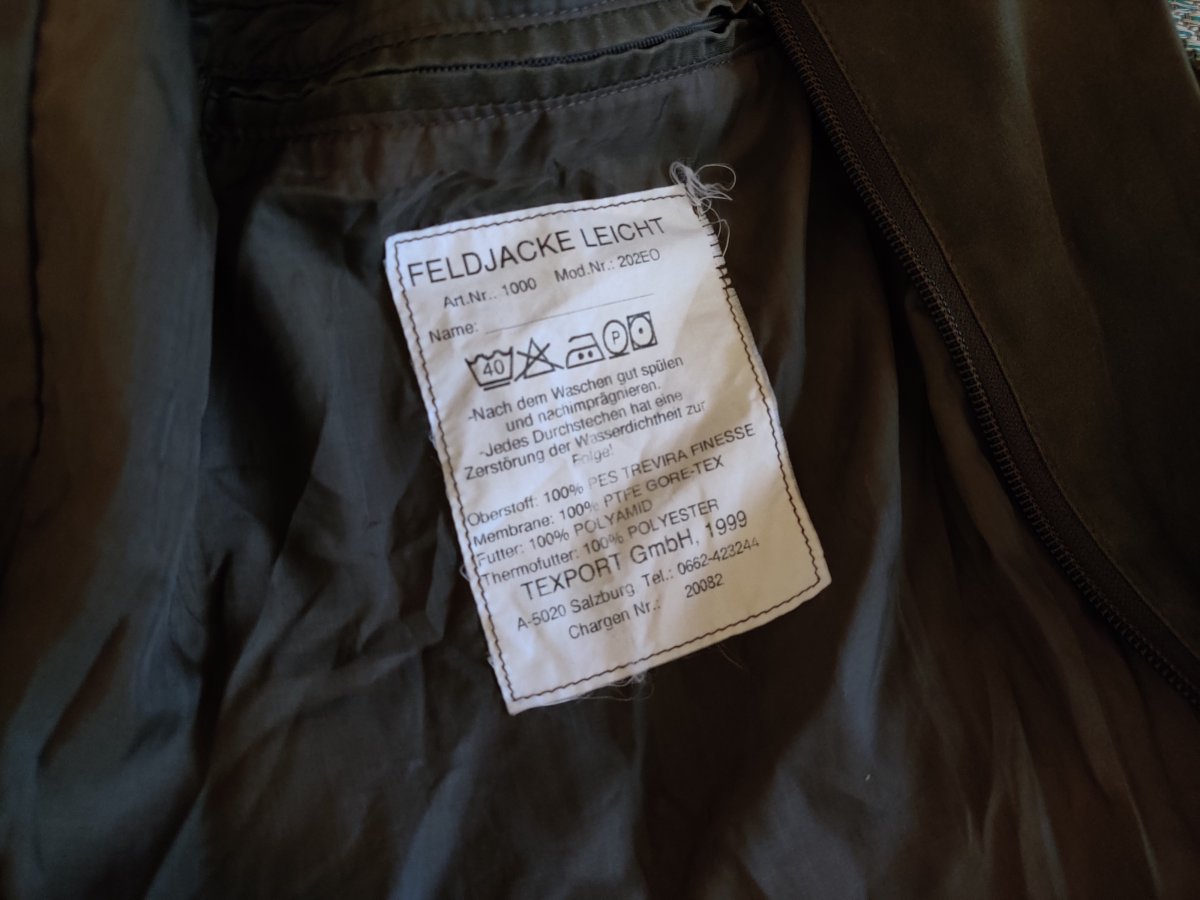 FELDJACKE LEICHT
Art.Nr.. 1000 Mod.Nr.: 202EO
Name:
40 P
-Nach dem Waschen gut spülen
und nachimprägnieren.
-Jedes Durchstechen hat eine
Zerstörung der Wasserdichtheit zur
Folge!
Oberstoff: 100% PES TREVIRA FINESSE
Membrane: 100% PTFE GORE-TEX
Futter: 100% POLYAMID
Thermofutter: 100% POLYESTER
TEXPORT GmbH, 1999
A-5020 Salzburg Tel.: 0662-423244
Chargen Nr.: 20082